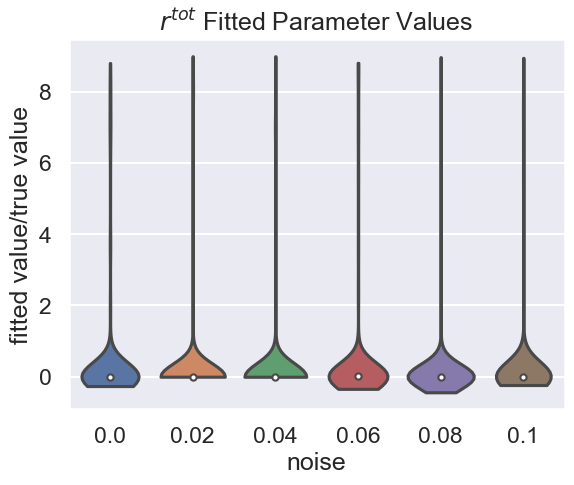 r^tot Fitted Parameter Values
fitted value/true value
8
6
4
2
0
0.0 0.02 0.04 0.06 0.08 0.1
noise